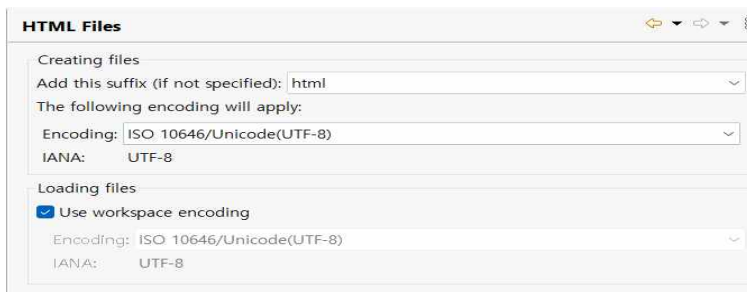 HTML Files
Creating files
Add this suffix (if not specified): html
The following encoding will apply:
Encoding: ISO 10646/Unicode(UTF-8)
IANA: UTF-8
Loading files
Use workspace encoding
Encoding: ISO 10646/Unicode(UTF-8)
IANA: UTF-8